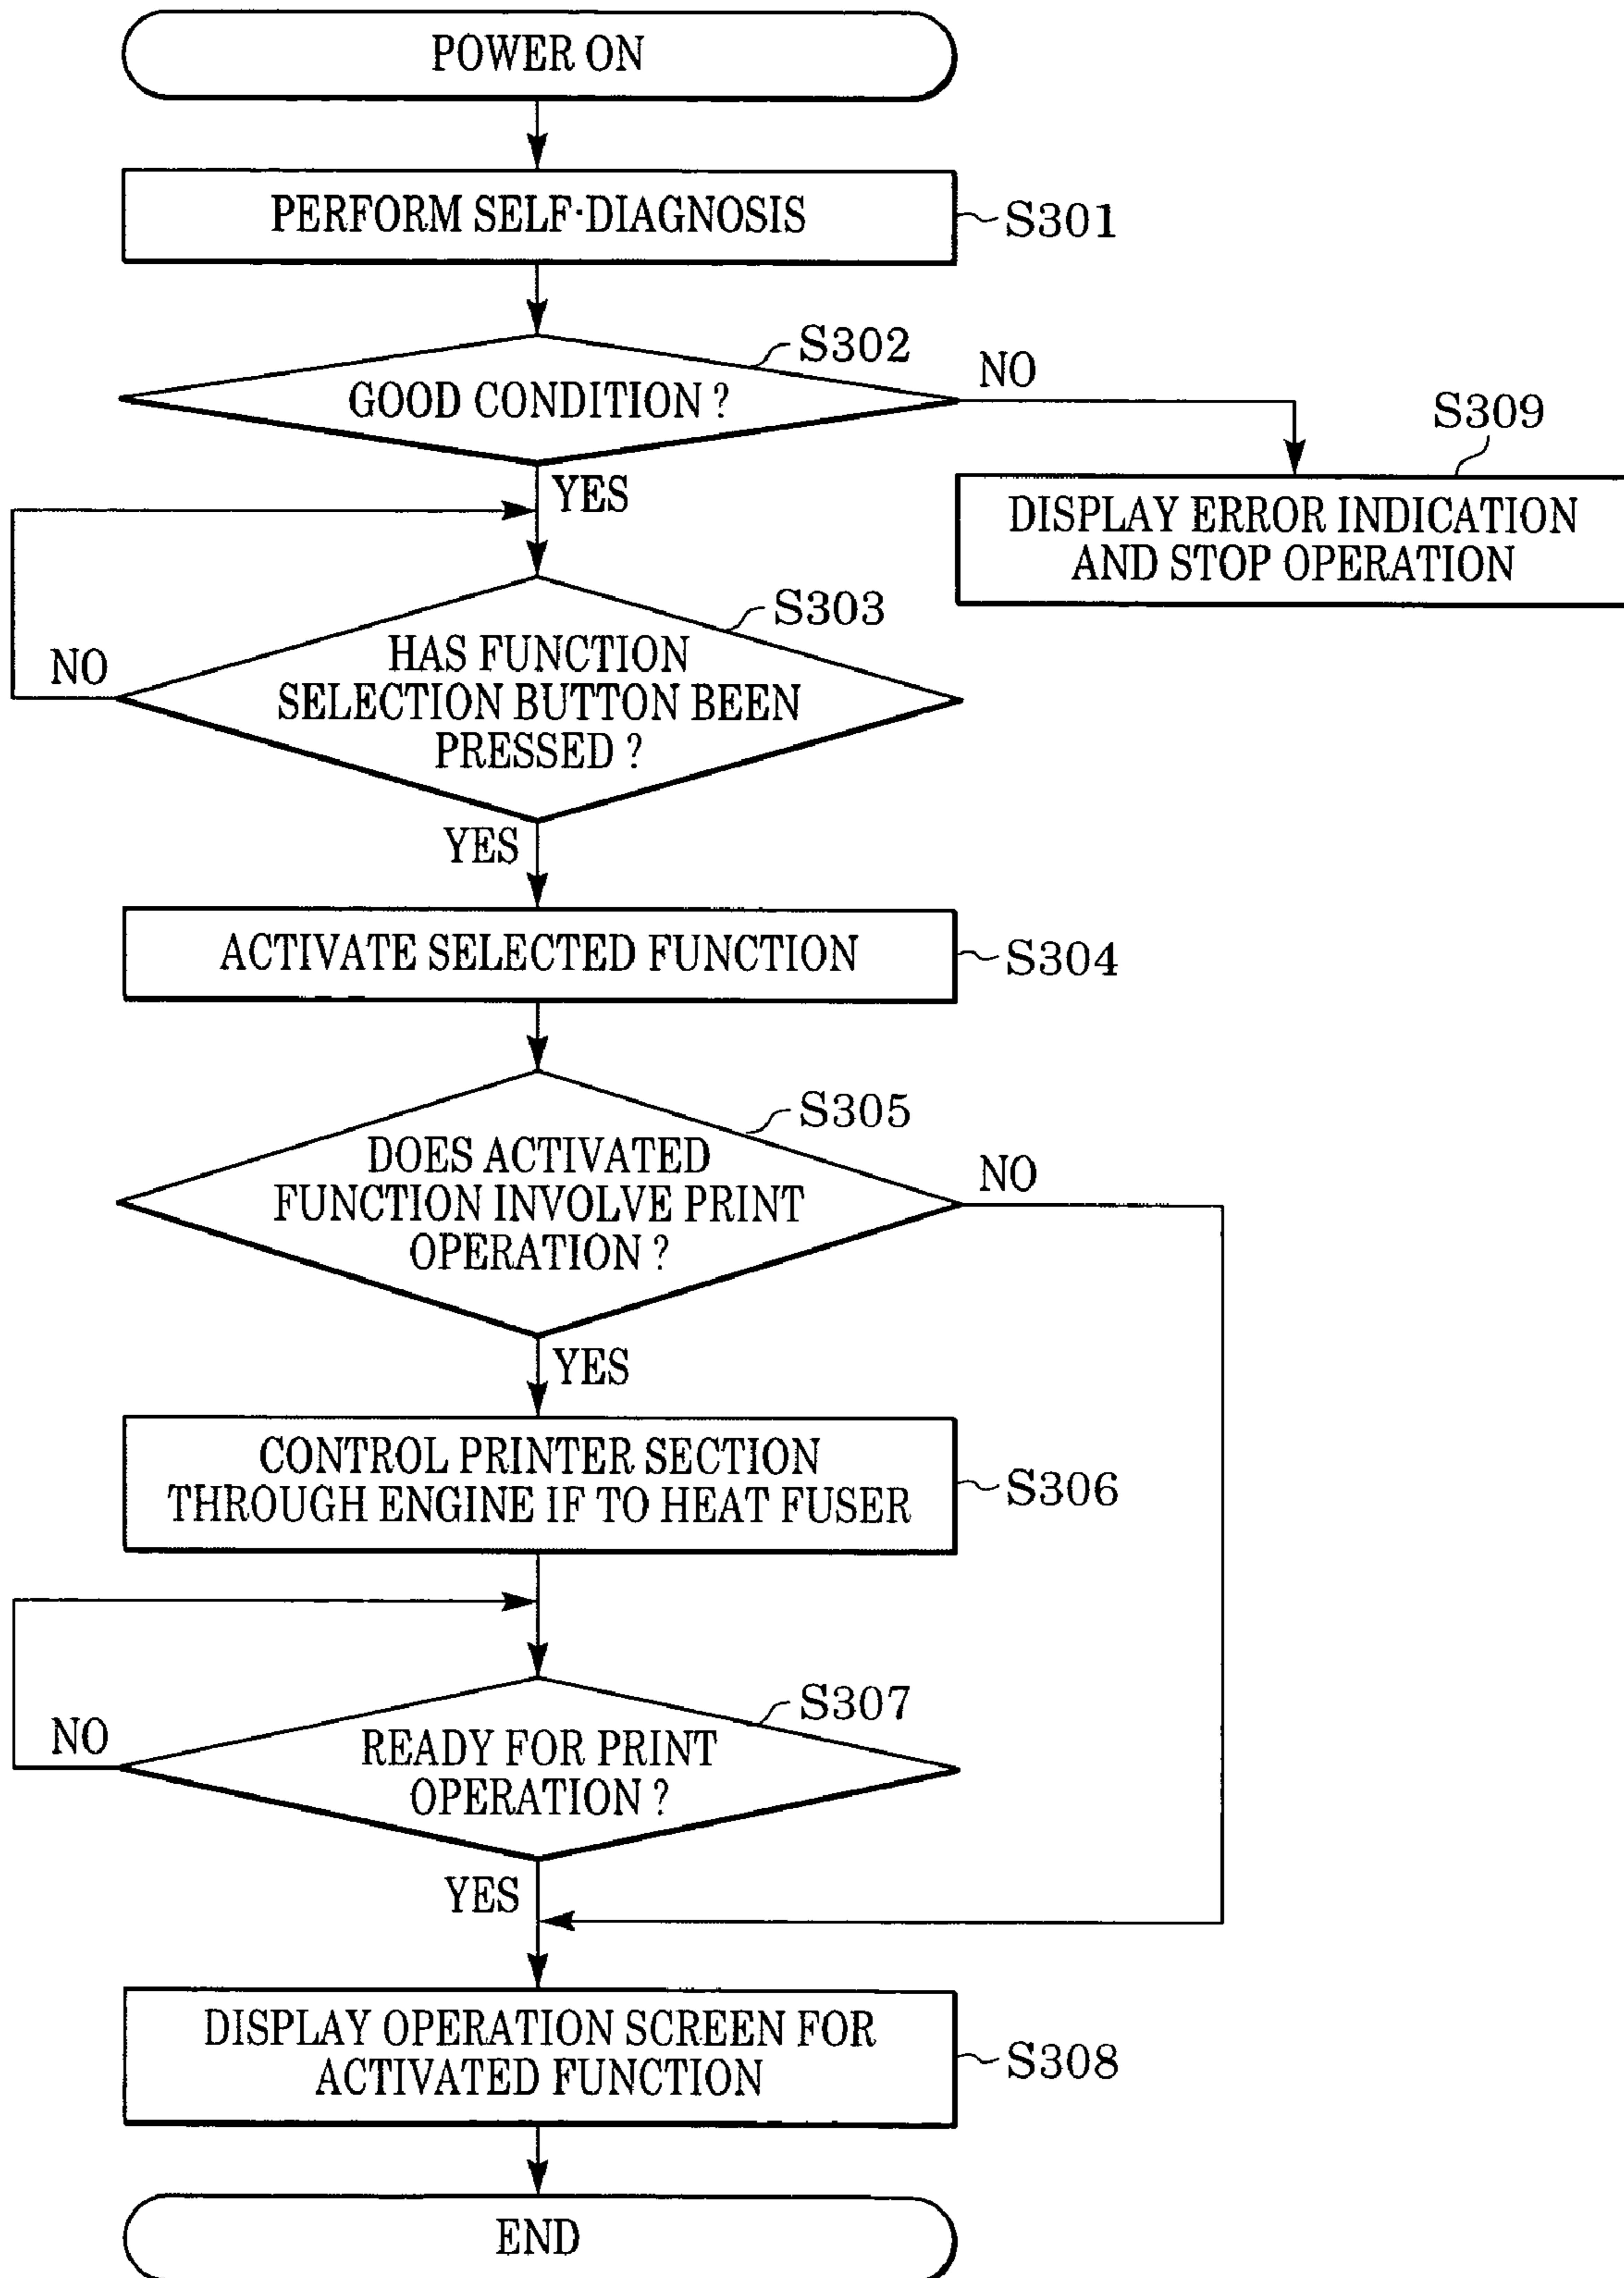 POWER ON
PERFORM SELF-DIAGNOSIS
S301
S302
GOOD CONDITION ?
NO
YES
S309
DISPLAY ERROR INDICATION
AND STOP OPERATION
S303
HAS FUNCTION
SELECTION BUTTON BEEN
PRESSED ?
NO
YES
ACTIVATE SELECTED FUNCTION
S304
S305
DOES ACTIVATED
FUNCTION INVOLVE PRINT
OPERATION ?
NO
YES
CONTROL PRINTER SECTION
THROUGH ENGINE IF TO HEAT FUSER
S306
S307
READY FOR PRINT
OPERATION ?
NO
YES
DISPLAY OPERATION SCREEN FOR
ACTIVATED FUNCTION
S308
END